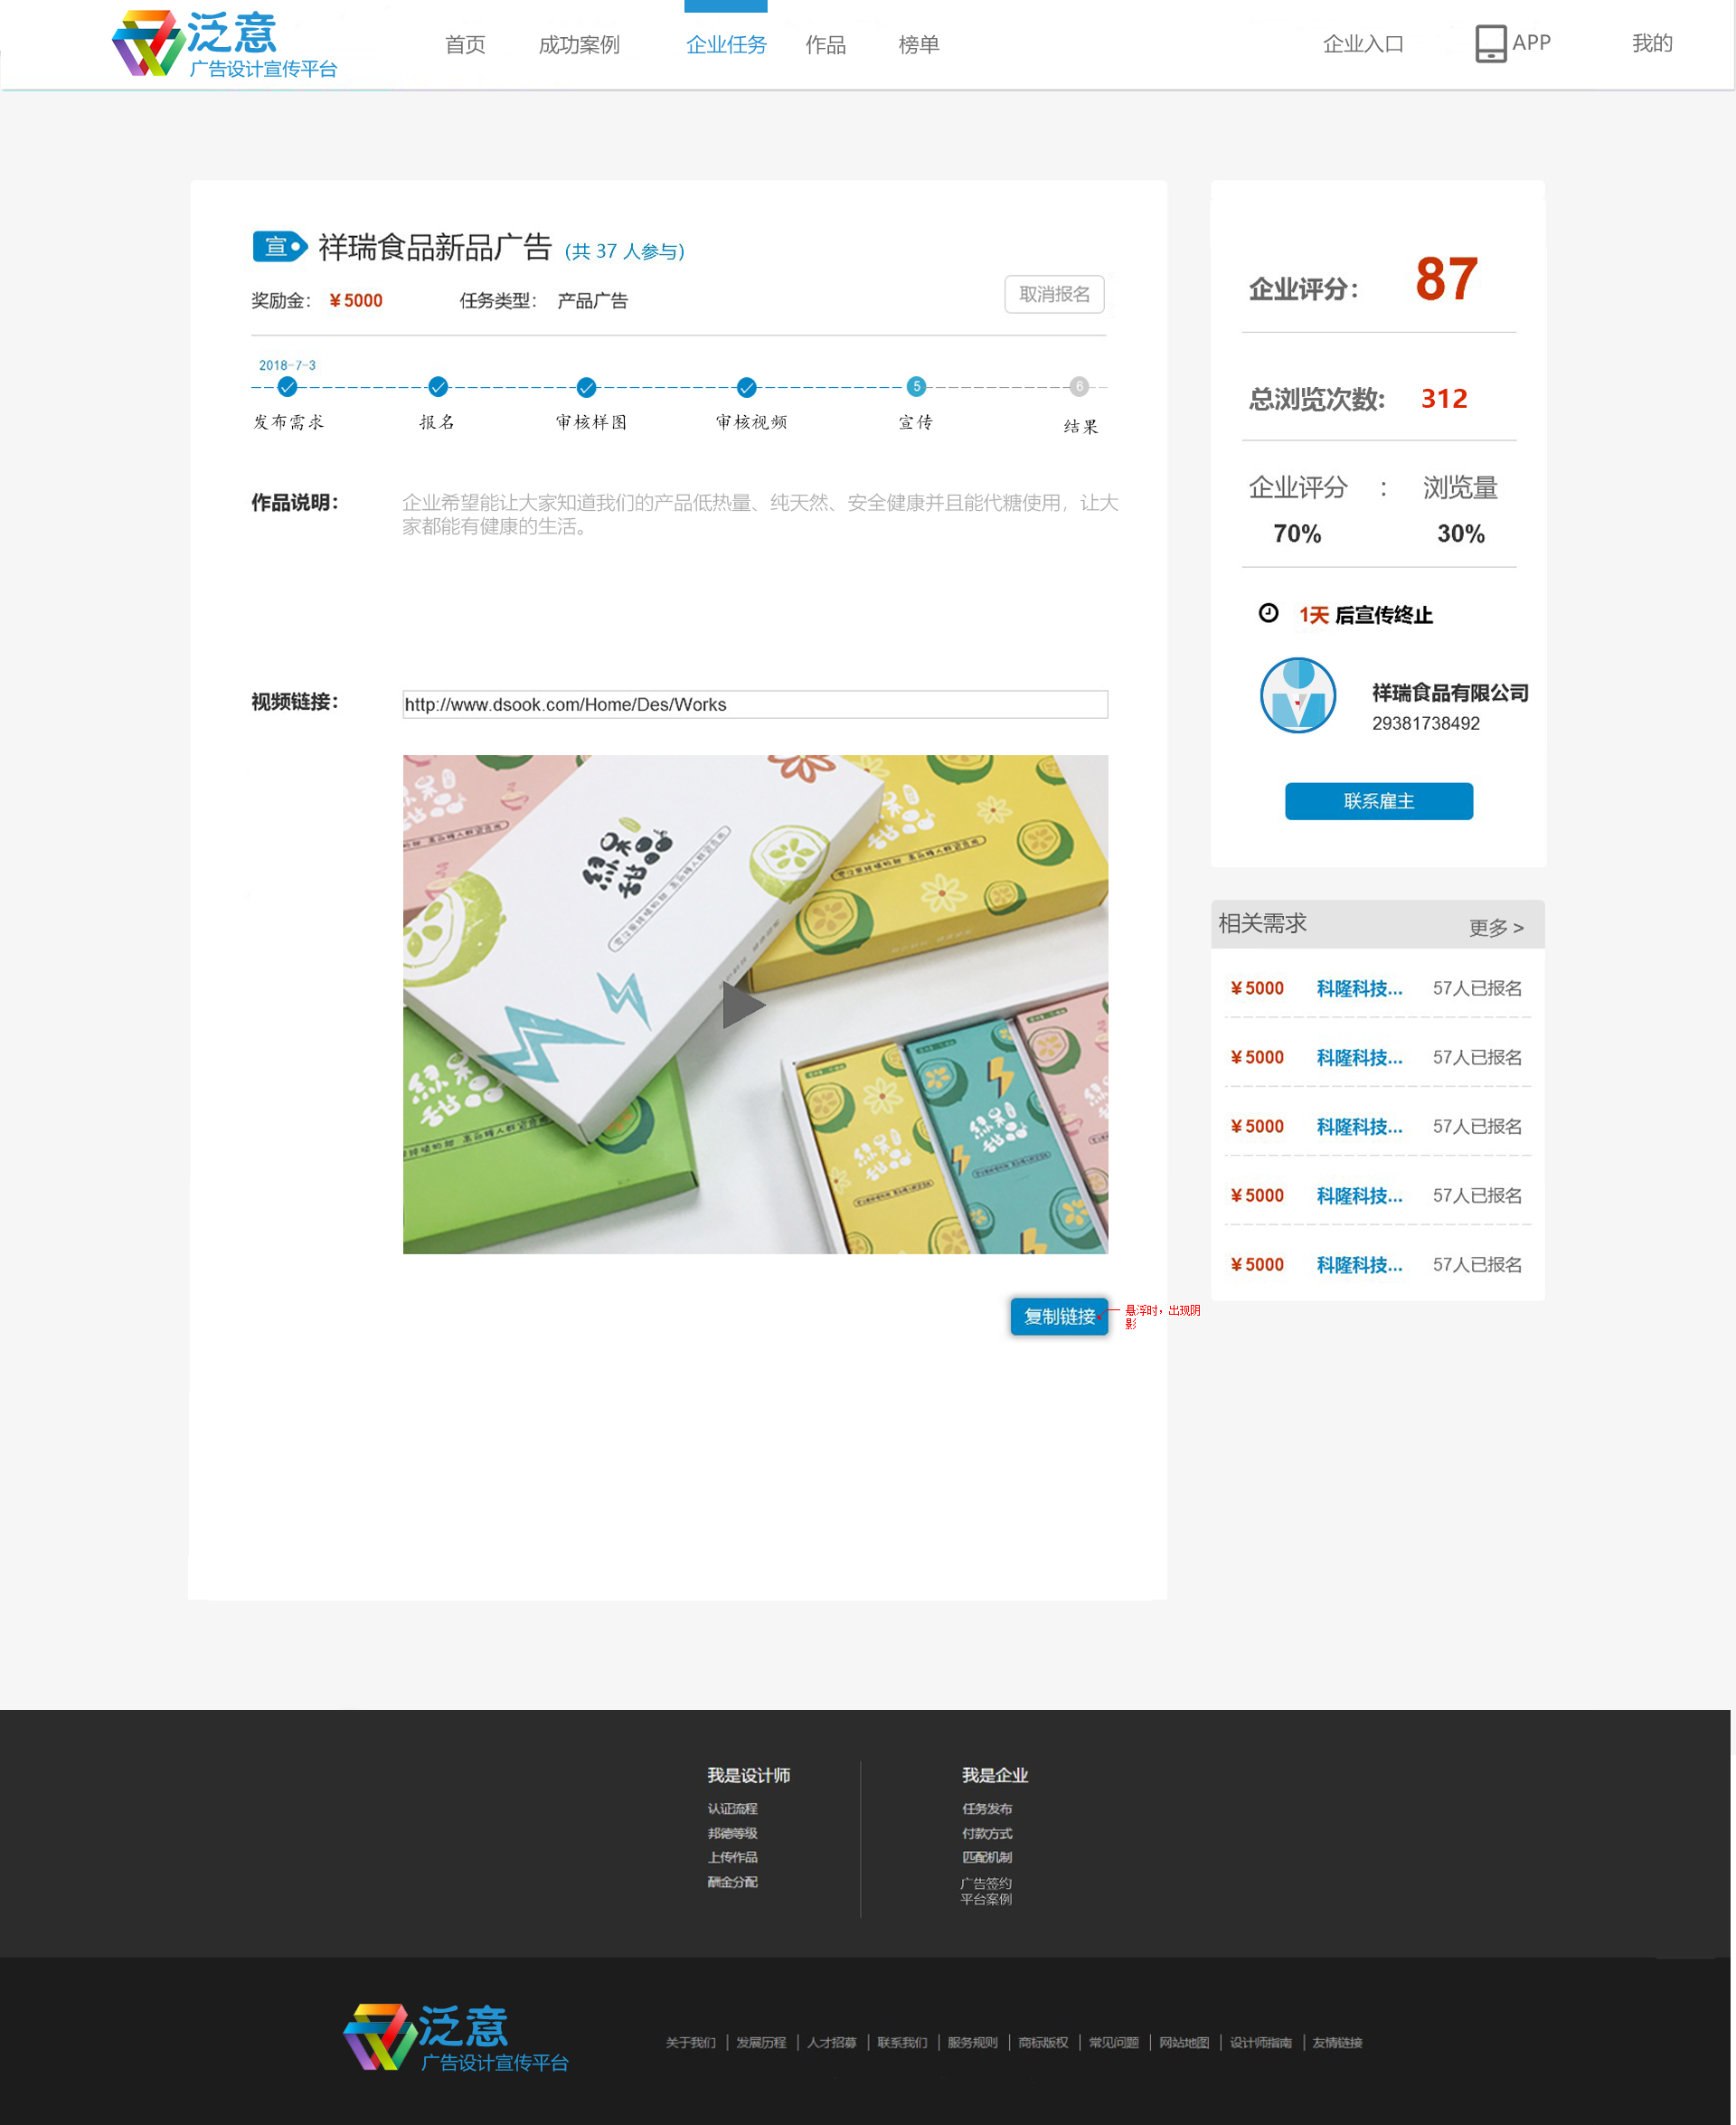 泛意
广告设计宣传平台
首页 成功案例 企业任务 作品 榜单 企业入口 APP 我的
宣 祥瑞食品新品广告 (共 37 人参与)
奖励金： ￥5000 任务类型： 产品广告 取消报名
2018-7-3
5 6
发布需求 报名 审核样图 审核视频 宣传 结果
作品说明： 企业希望能让大家知道我们的产品低热量、纯天然、安全健康并且能代糖使用，让大
家都能有健康的生活。
视频链接： http://www.dsook.com/Home/Des/Works
绿果甜品
绿果甜品
复制链接
悬浮时，出现阴
影
企业评分： 87
总浏览次数: 312
企业评分 : 浏览量
70% 30%
1天 后宣传终止
祥瑞食品有限公司
29381738492
联系雇主
相关需求 更多 >
￥5000 科隆科技... 57人已报名
￥5000 科隆科技... 57人已报名
￥5000 科隆科技... 57人已报名
￥5000 科隆科技... 57人已报名
￥5000 科隆科技... 57人已报名
我是设计师
认证流程
邦德等级
上传作品
酬金分配
我是企业
任务发布
付款方式
匹配机制
广告签约
平台案例
泛意
广告设计宣传平台
关于我们 | 发展历程 | 人才招募 | 联系我们 | 服务规则 | 商标版权 | 常见问题 | 网站地图 | 设计师指南 | 友情链接